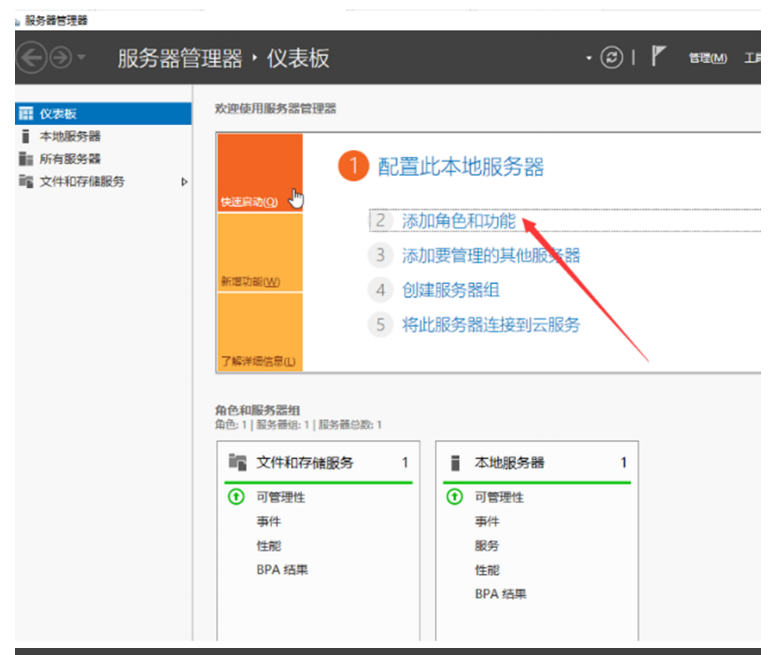 服务器管理器
服务器管理器 · 仪表板
管理(M)
仪表板
本地服务器
所有服务器
文件和存储服务
欢迎使用服务器管理器
快速启动(Q)
新增功能(W)
了解详细信息(L)
1 配置此本地服务器
2 添加角色和功能
3 添加要管理的其他服务器
4 创建服务器组
5 将此服务器连接到云服务
角色和服务器组
角色: 1 | 服务器组: 1 | 服务器总数: 1
文件和存储服务 1
可管理性
事件
性能
BPA 结果
本地服务器 1
可管理性
事件
服务
性能
BPA 结果